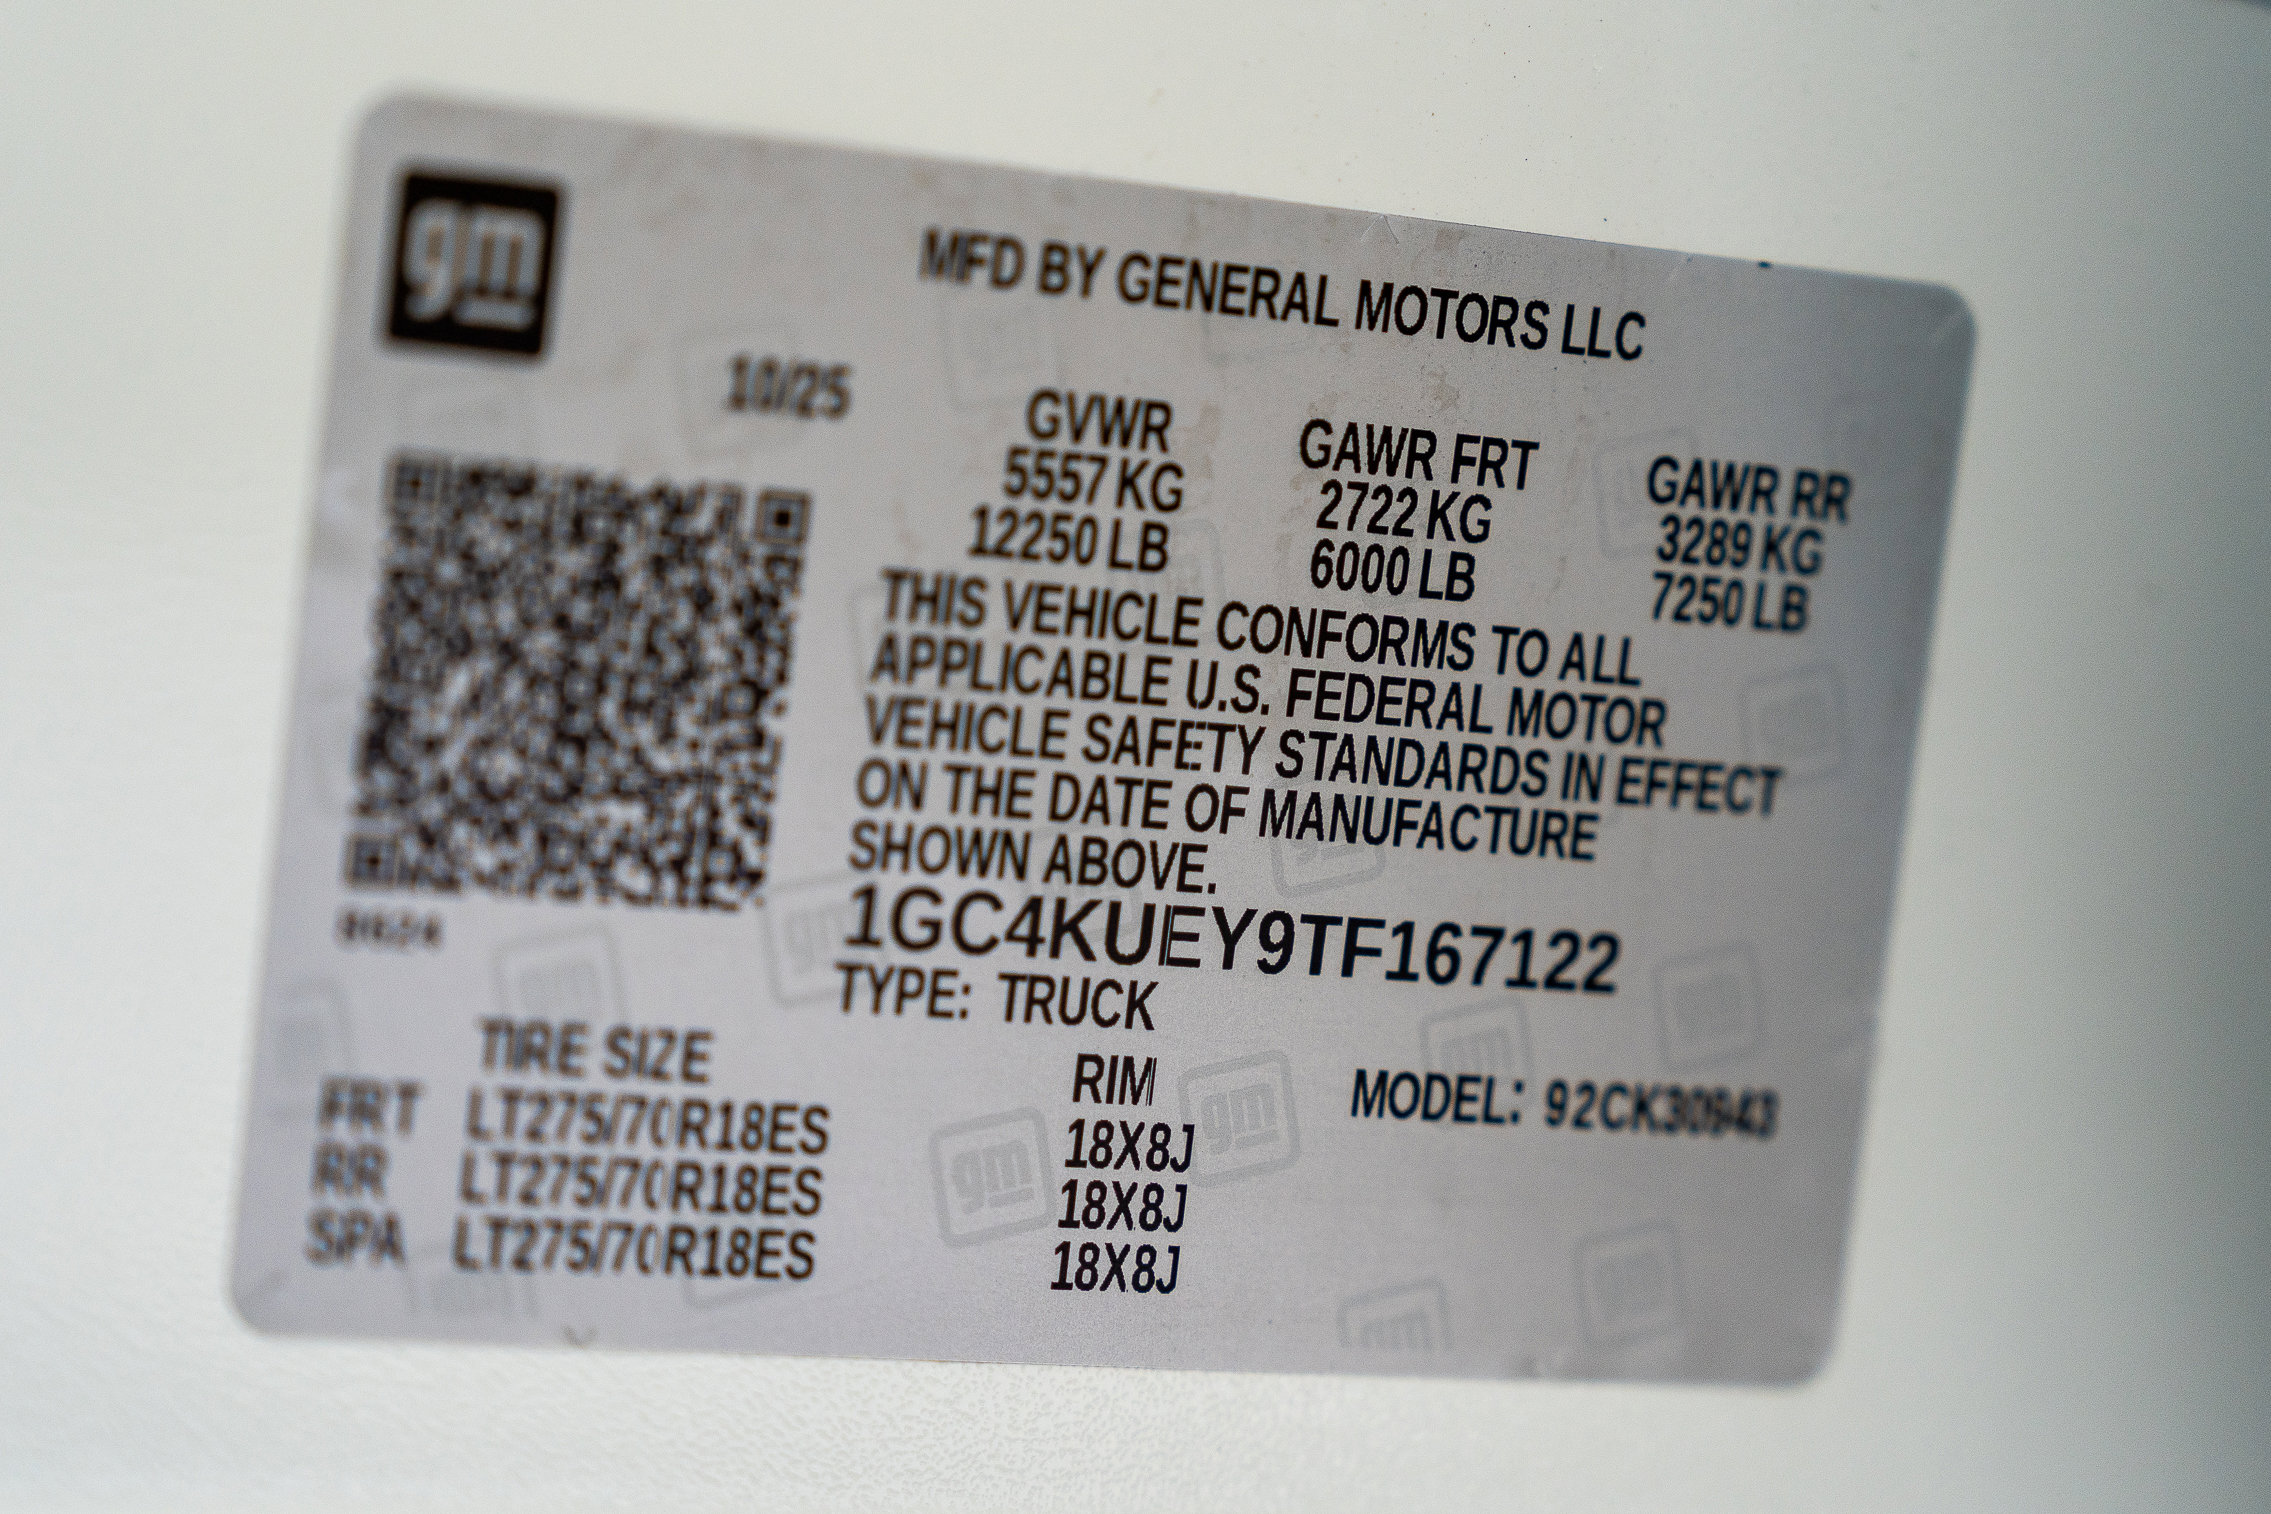 gm
MFD BY GENERAL MOTORS LLC
10/25
GVWR GAWR FRT GAWR RR
5557 KG 2722 KG 3289 KG
12250 LB 6000 LB 7250 LB
THIS VEHICLE CONFORMS TO ALL
APPLICABLE U.S. FEDERAL MOTOR
VEHICLE SAFETY STANDARDS IN EFFECT
ON THE DATE OF MANUFACTURE
SHOWN ABOVE.
1GC4KUEY9TF167122
TYPE: TRUCK
TIRE SIZE RIM MODEL: 92CK30943
FRT LT275/70R18ES 18X8J
RR LT275/70R18ES 18X8J
SPA LT275/70R18ES 18X8J